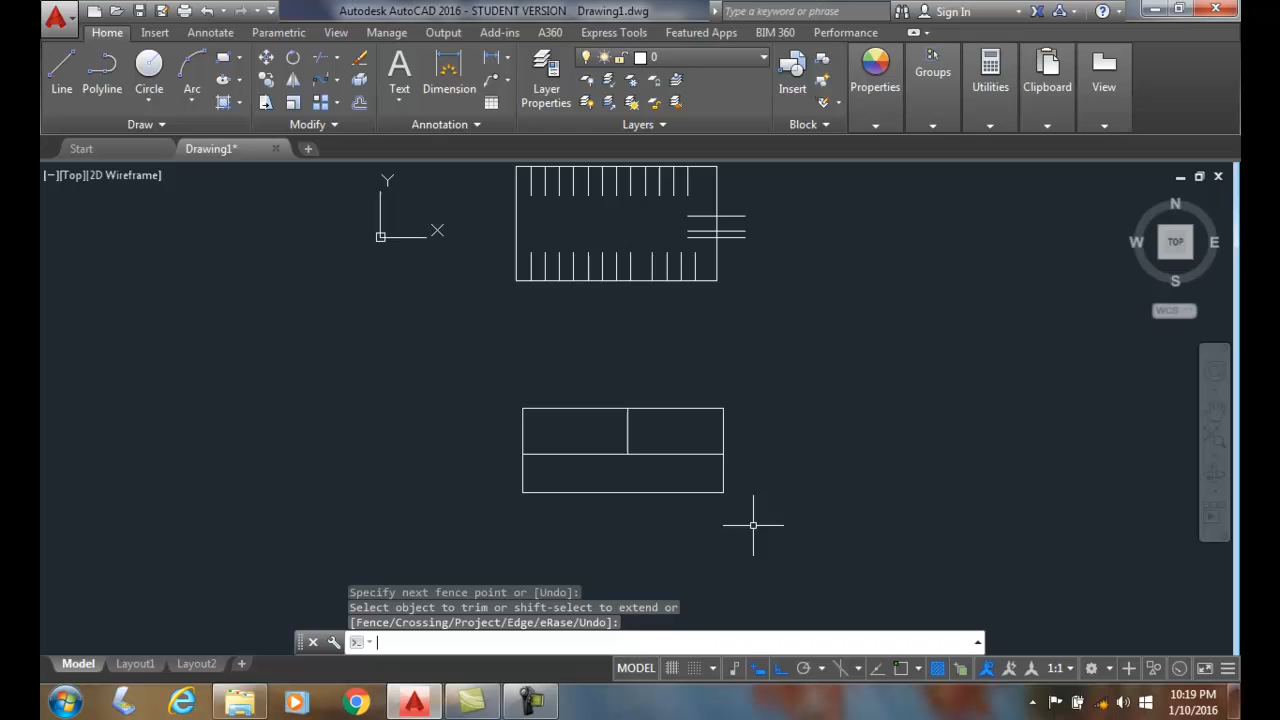 Autodesk AutoCAD 2016 - STUDENT VERSION Drawing1.dwg
Type a keyword or phrase
Sign In
Home Insert Annotate Parametric View Manage Output Add-ins A360 Express Tools Featured Apps BIM 360 Performance
Line Polyline Circle Arc
Text Dimension
Layer
Properties
0
Insert
Properties Groups Utilities Clipboard View
Draw Modify Annotation Layers Block
Start Drawing1*
[−][Top][2D Wireframe]
Y
X
N
W TOP E
S
WCS
Specify next fence point or [Undo]:
Select object to trim or shift-select to extend or
[Fence/Crossing/Project/Edge/eRase/Undo]:
Model Layout1 Layout2
MODEL 1:1
10:19 PM
1/10/2016